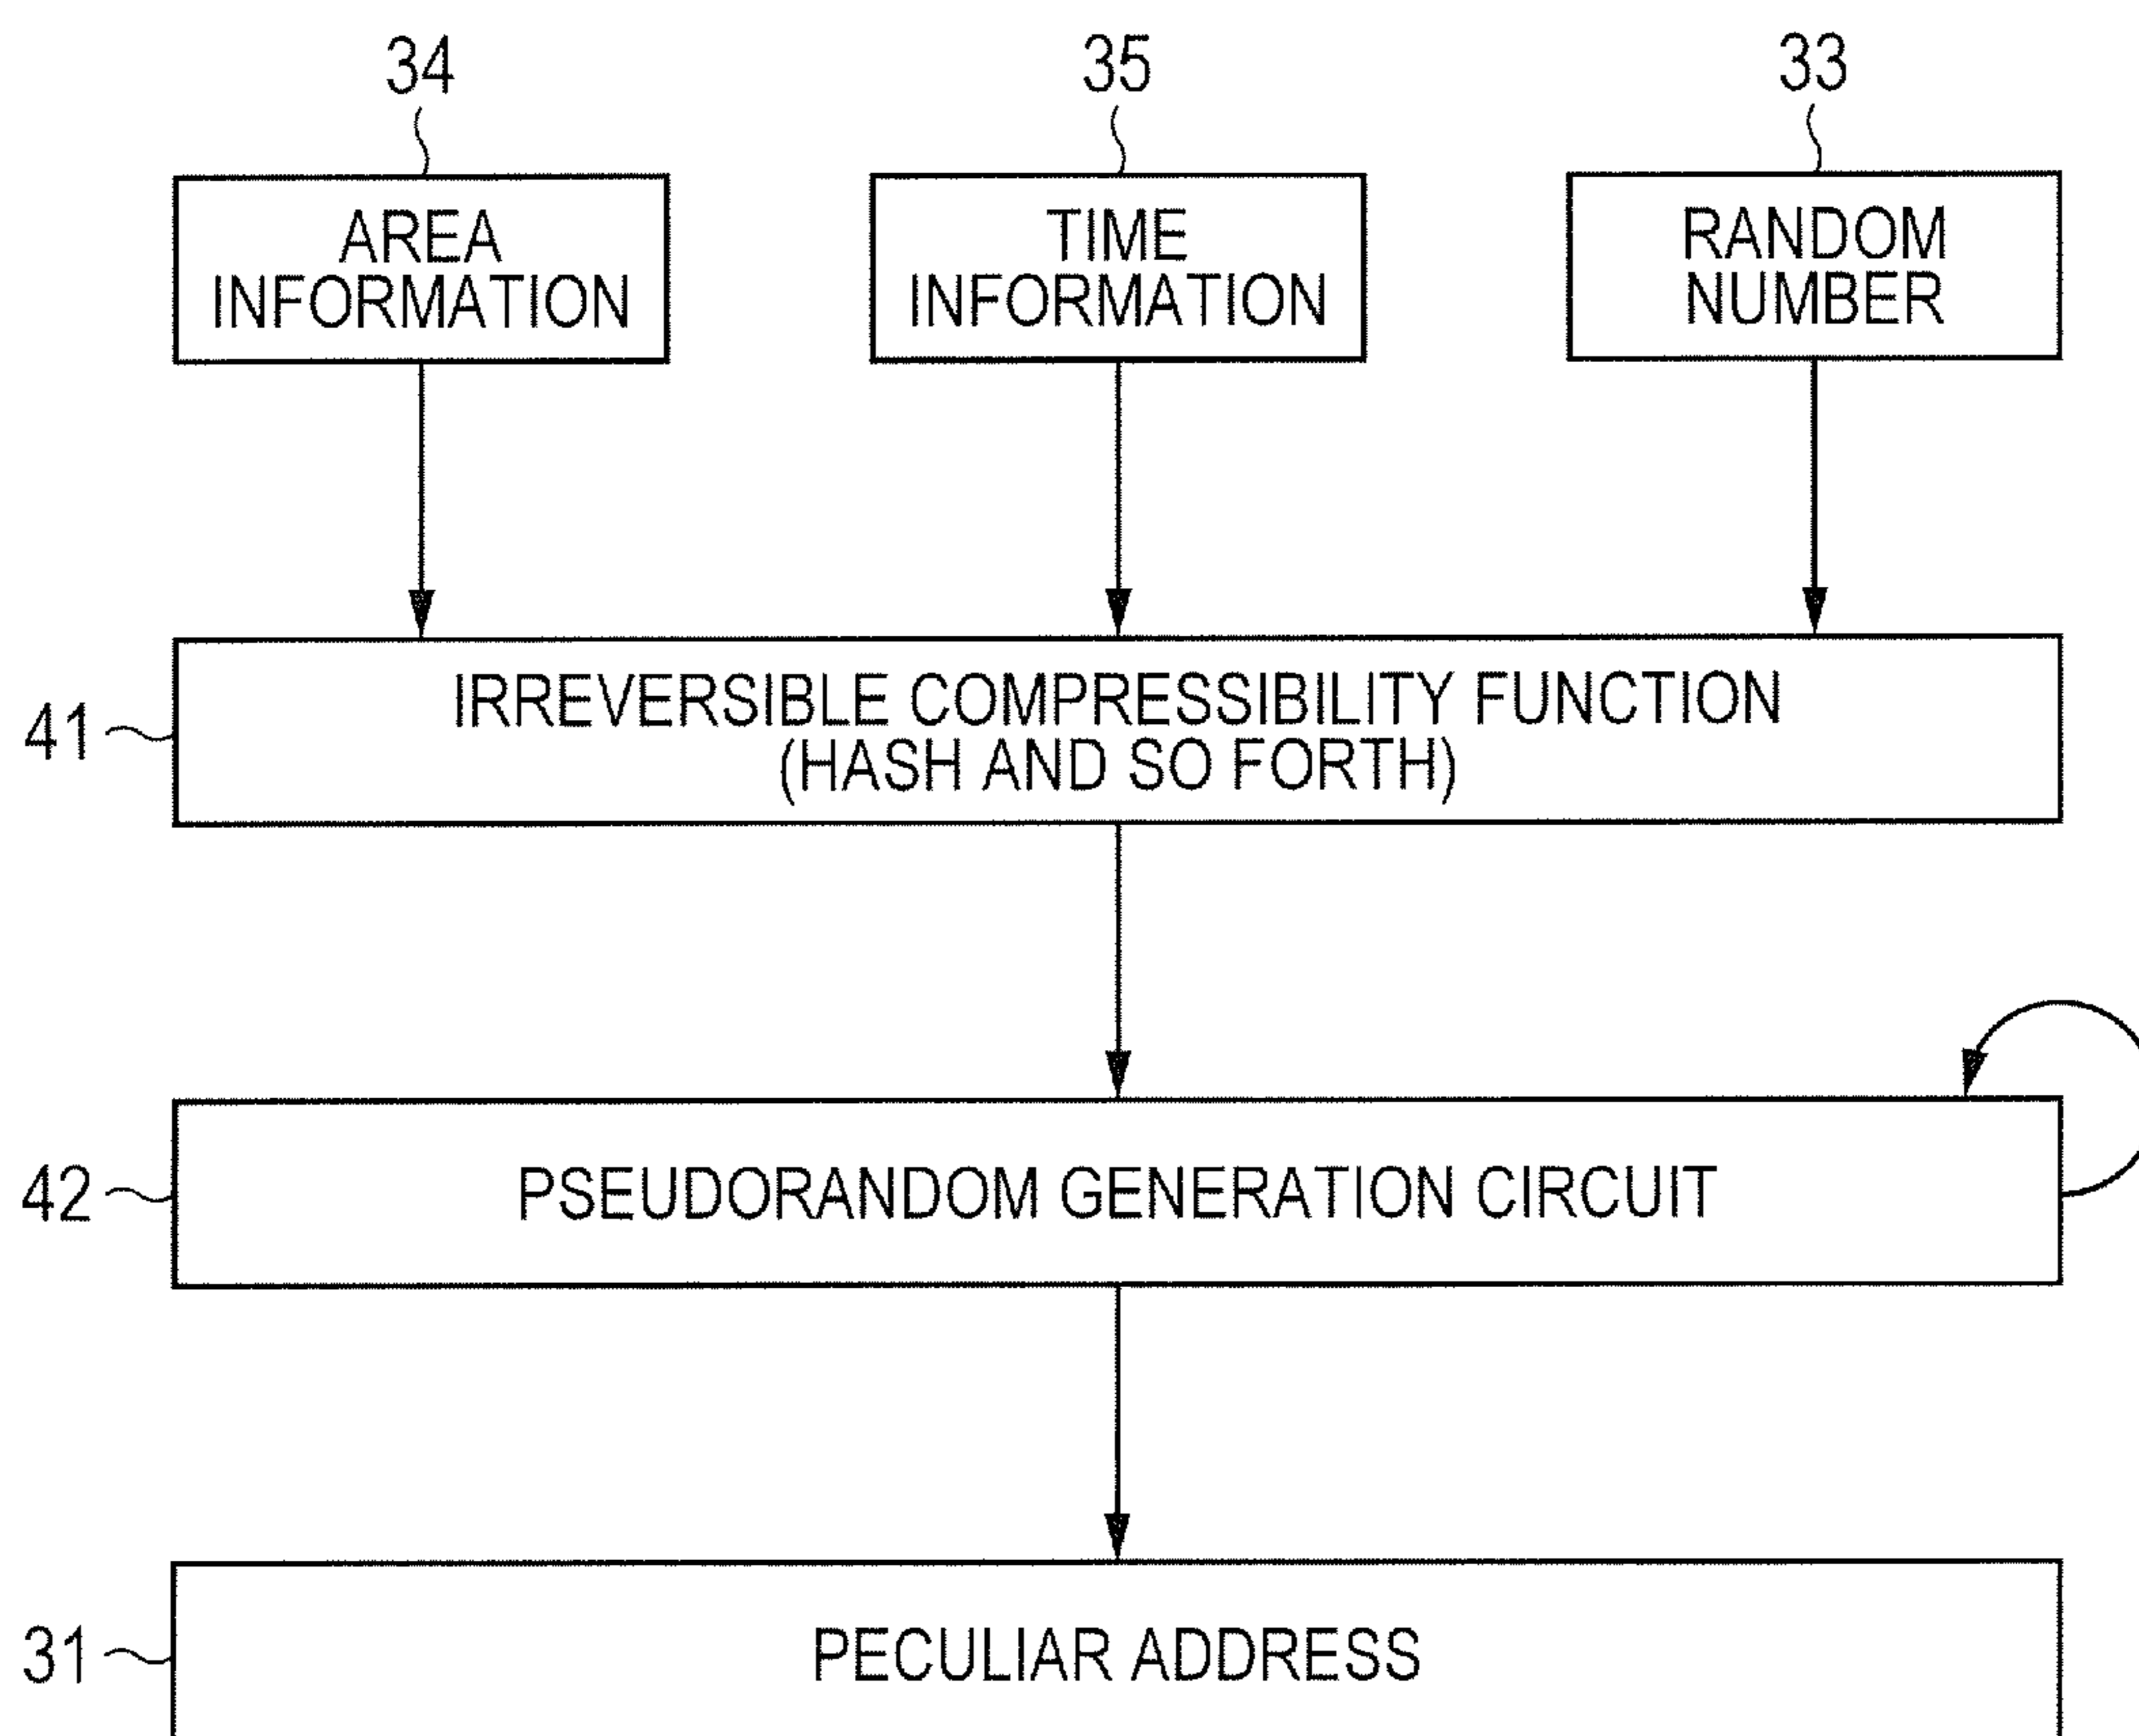 34
35
33
AREA
INFORMATION
TIME
INFORMATION
RANDOM
NUMBER
41
IRREVERSIBLE COMPRESSIBILITY FUNCTION
(HASH AND SO FORTH)
42
PSEUDORANDOM GENERATION CIRCUIT
31
PECULIAR ADDRESS